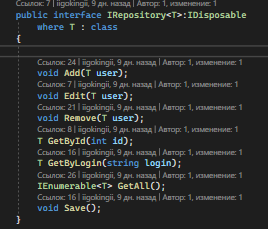 Ссылок: 7 | iigokingii, 9 дн. назад | Автор: 1, изменение: 1
public interface IRepository<T>:IDisposable
where T : class
{
Ссылок: 24 | iigokingii, 9 дн. назад | Автор: 1, изменение: 1
void Add(T user);
Ссылок: 7 | iigokingii, 9 дн. назад | Автор: 1, изменение: 1
void Edit(T user);
Ссылок: 21 | iigokingii, 9 дн. назад | Автор: 1, изменение: 1
void Remove(T user);
Ссылок: 8 | iigokingii, 9 дн. назад | Автор: 1, изменение: 1
T GetById(int id);
Ссылок: 16 | iigokingii, 9 дн. назад | Автор: 1, изменение: 1
T GetByLogin(string login);
Ссылок: 26 | iigokingii, 9 дн. назад | Автор: 1, изменение: 1
IEnumerable<T> GetAll();
Ссылок: 16 | iigokingii, 9 дн. назад | Автор: 1, изменение: 1
void Save();
}